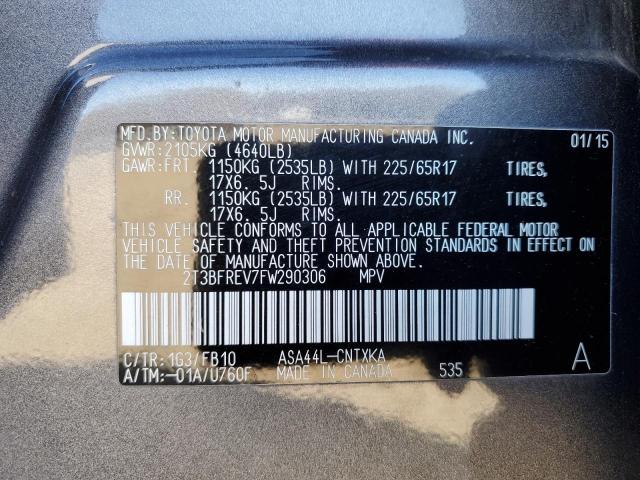 MFD.BY:TOYOTA MOTOR MANUFACTURING CANADA INC. 01/15
GVWR:2105KG (4640LB)
GAWR:FRT. 1150KG (2535LB) WITH 225/65R17 TIRES,
17X6. 5J RIMS.
RR. 1150KG (2535LB) WITH 225/65R17 TIRES,
17X6. 5J RIMS.
THIS VEHICLE CONFORMS TO ALL APPLICABLE FEDERAL MOTOR
VEHICLE SAFETY AND THEFT PREVENTION STANDARDS IN EFFECT ON
THE DATE OF MANUFACTURE SHOWN ABOVE.
2T3BFREV7FW290306 MPV
C/TR:1G3/FB10 ASA44L-CNTXKA A
A/TM:-01A/U760F MADE IN CANADA 535